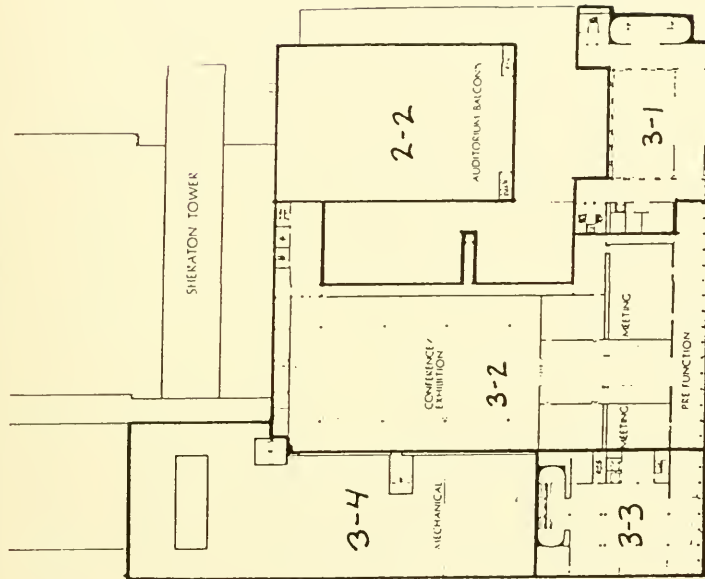 SHERATON TOWER
2-2
AUDITORIUM BALCONY
3-1
CONFERENCE/
EXHIBITION
3-2
MEETING
MEETING
PRE FUNCTION
3-4
MECHANICAL
3-3